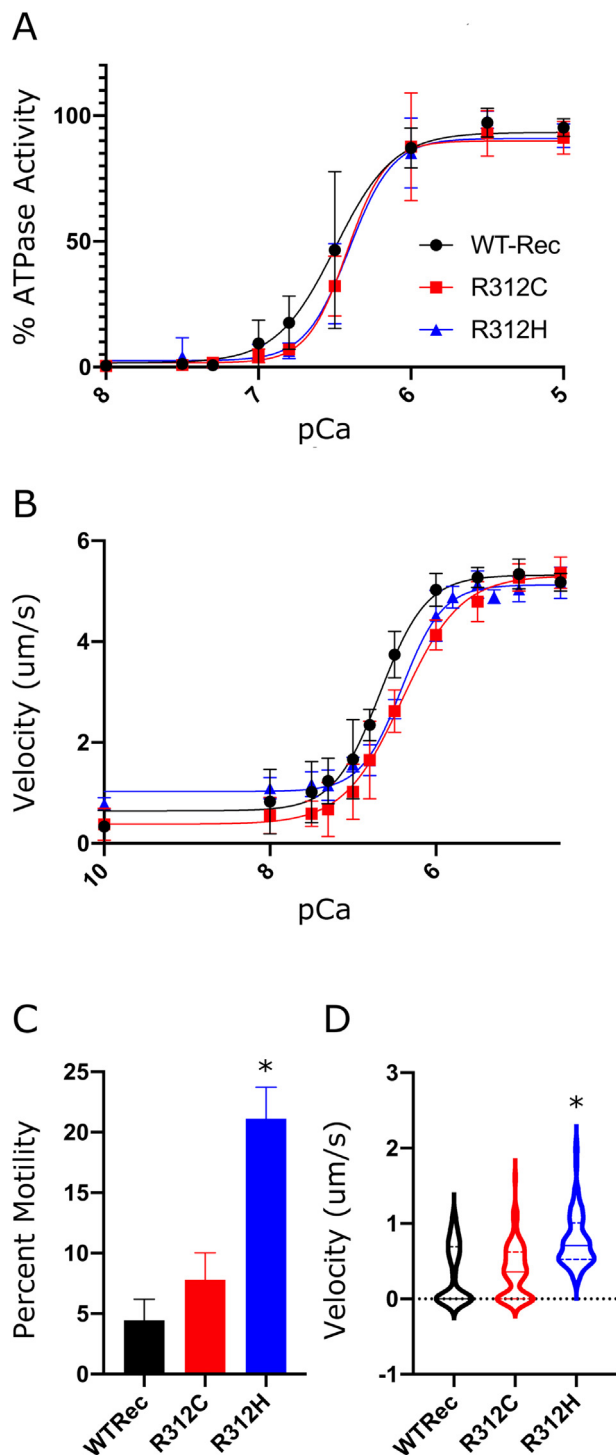 A
% ATPase Activity
100
50
0
WT-Rec
R312C
R312H
8
7
6
5
pCa
B
Velocity (um/s)
6
4
2
0
10
8
6
pCa
C
Percent Motility
25
20
15
10
5
0
*
WTRec
R312C
R312H
D
Velocity (um/s)
3
2
1
0
-1
*
WTRec
R312C
R312H